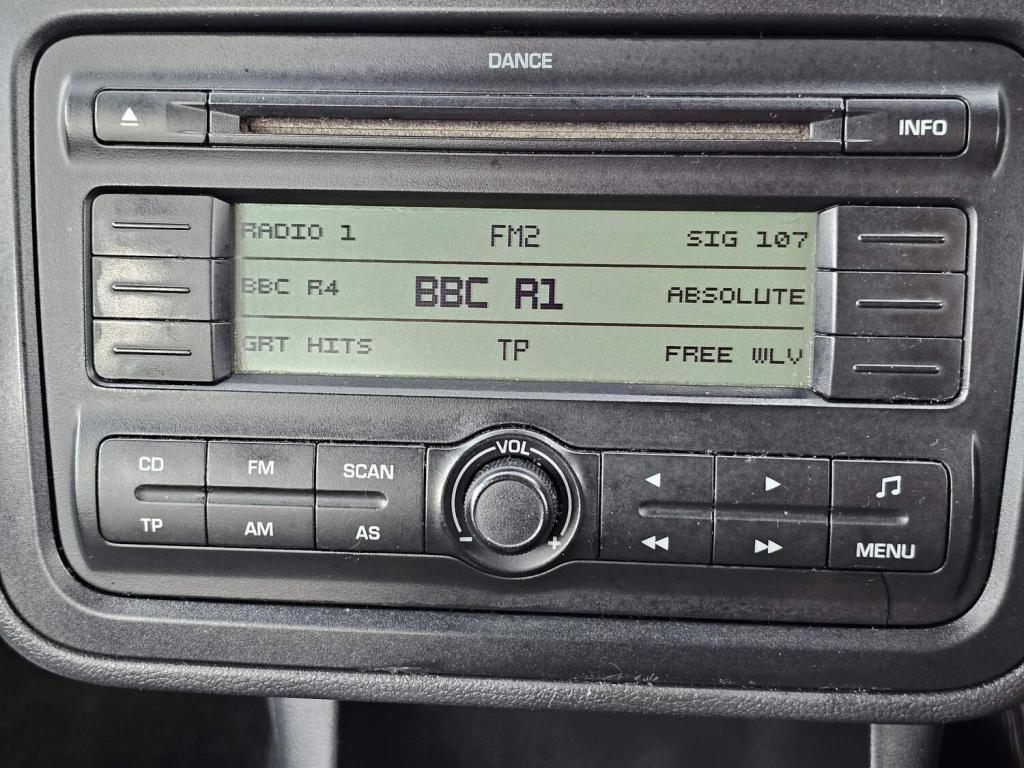 DANCE
INFO
RADIO 1 FM2 SIG 107
BBC R4 BBC R1 ABSOLUTE
GRT HITS TP FREE WLV
VOL
CD FM SCAN
TP AM AS
- +
MENU